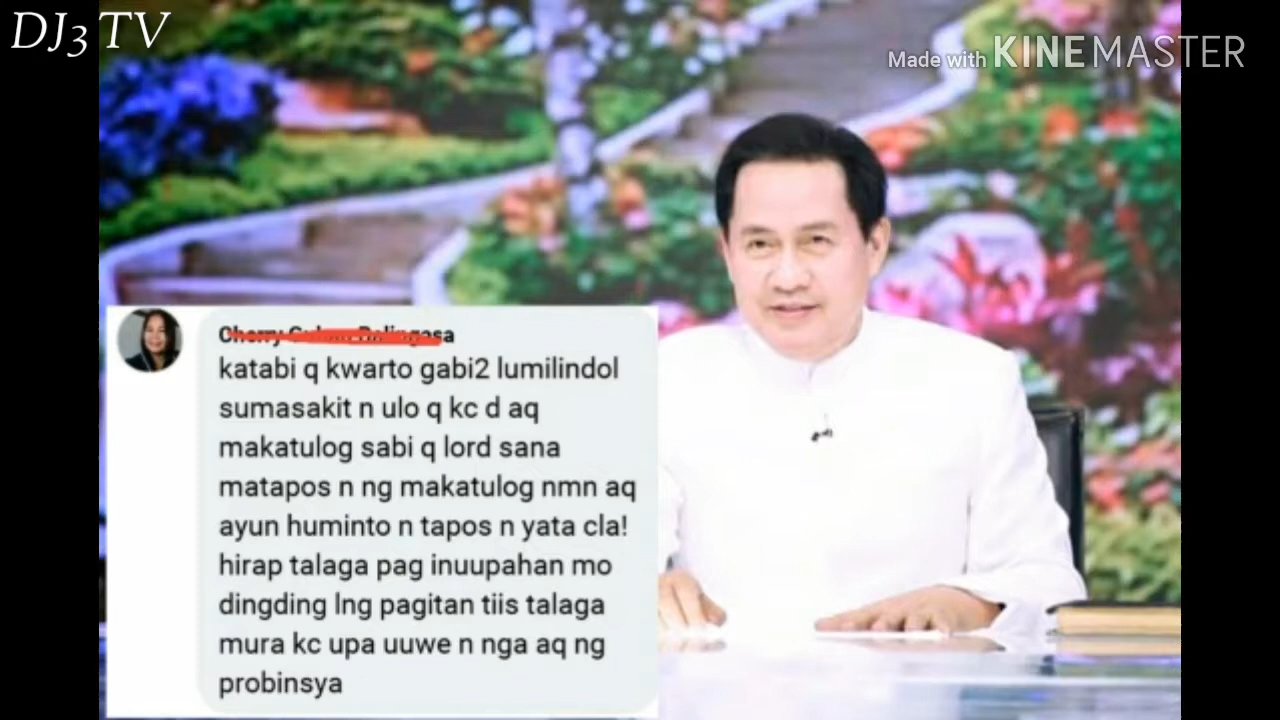 DJ3 TV
Made with KINEMASTER
Cherry
katabi q kwarto gabi2 lumilindol
sumasakit n ulo q kc d aq
makatulog sabi q lord sana
matapos n ng makatulog nmn aq
ayun huminto n tapos n yata cla!
hirap talaga pag inuupahan mo
dingding lng pagitan tiis talaga
mura kc upa uuwe n nga aq ng
probinsya